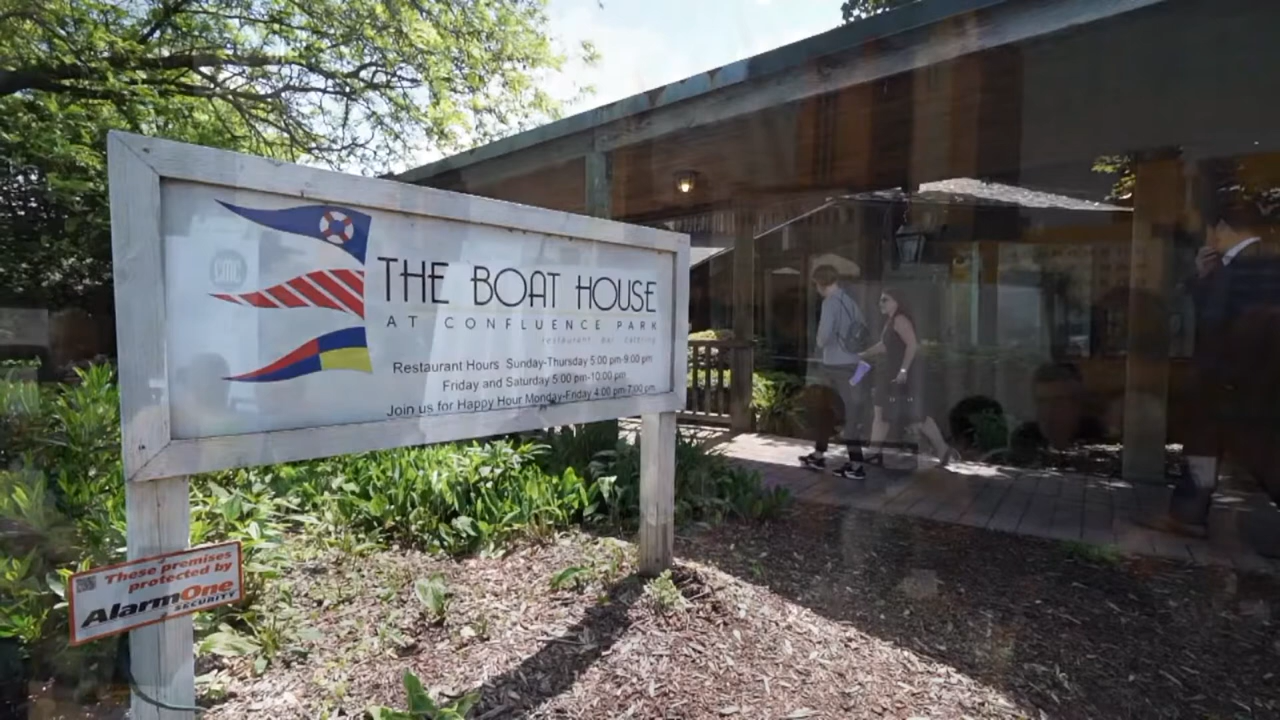 CMC
THE BOAT HOUSE
AT CONFLUENCE PARK
restaurant bar catering
Restaurant Hours Sunday-Thursday 5:00 pm-9:00 pm
Friday and Saturday 5:00 pm-10:00 pm
Join us for Happy Hour Monday-Friday 4:00 pm-7:00 pm
These premises
protected by
AlarmOne
SECURITY